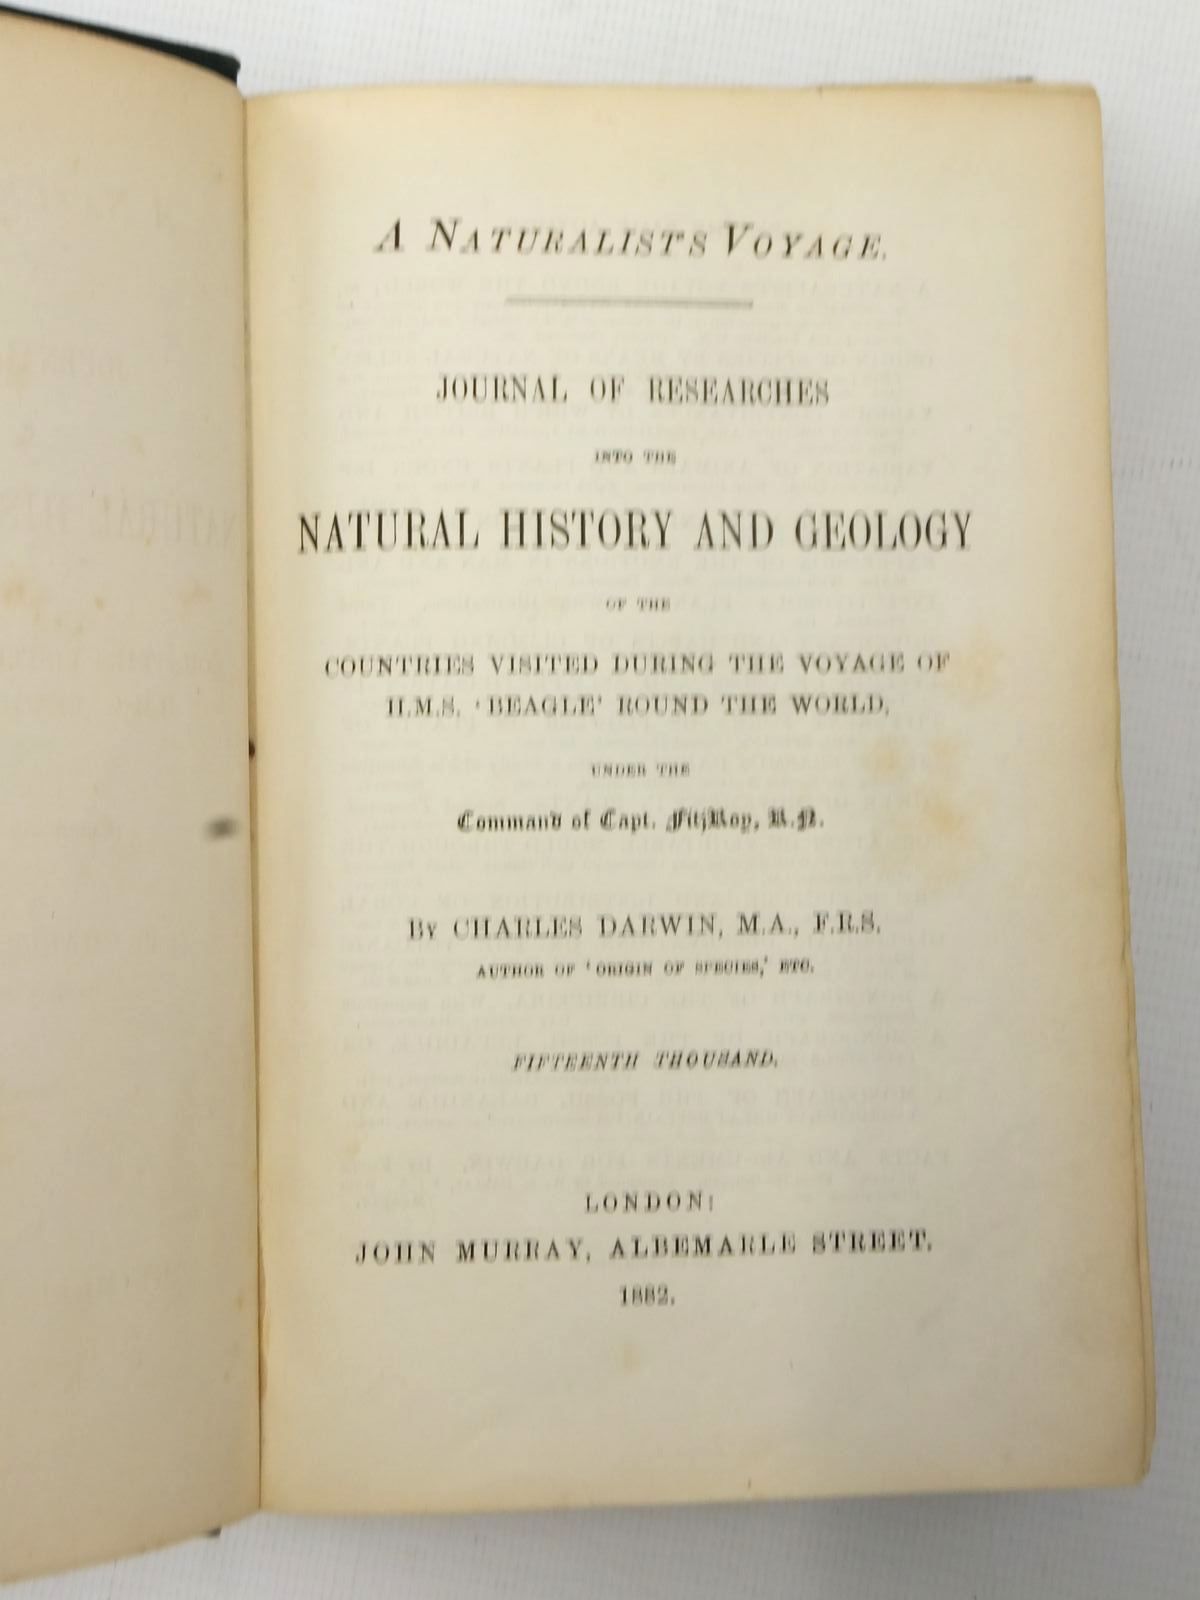 A NATURALIST'S VOYAGE.
JOURNAL OF RESEARCHES
INTO THE
NATURAL HISTORY AND GEOLOGY
OF THE
COUNTRIES VISITED DURING THE VOYAGE OF
H.M.S. 'BEAGLE' ROUND THE WORLD,
UNDER THE
Command of Capt. FitzRoy, R.N.
BY CHARLES DARWIN, M.A., F.R.S.
AUTHOR OF 'ORIGIN OF SPECIES,' ETC.
FIFTEENTH THOUSAND.
LONDON:
JOHN MURRAY, ALBEMARLE STREET.
1882.